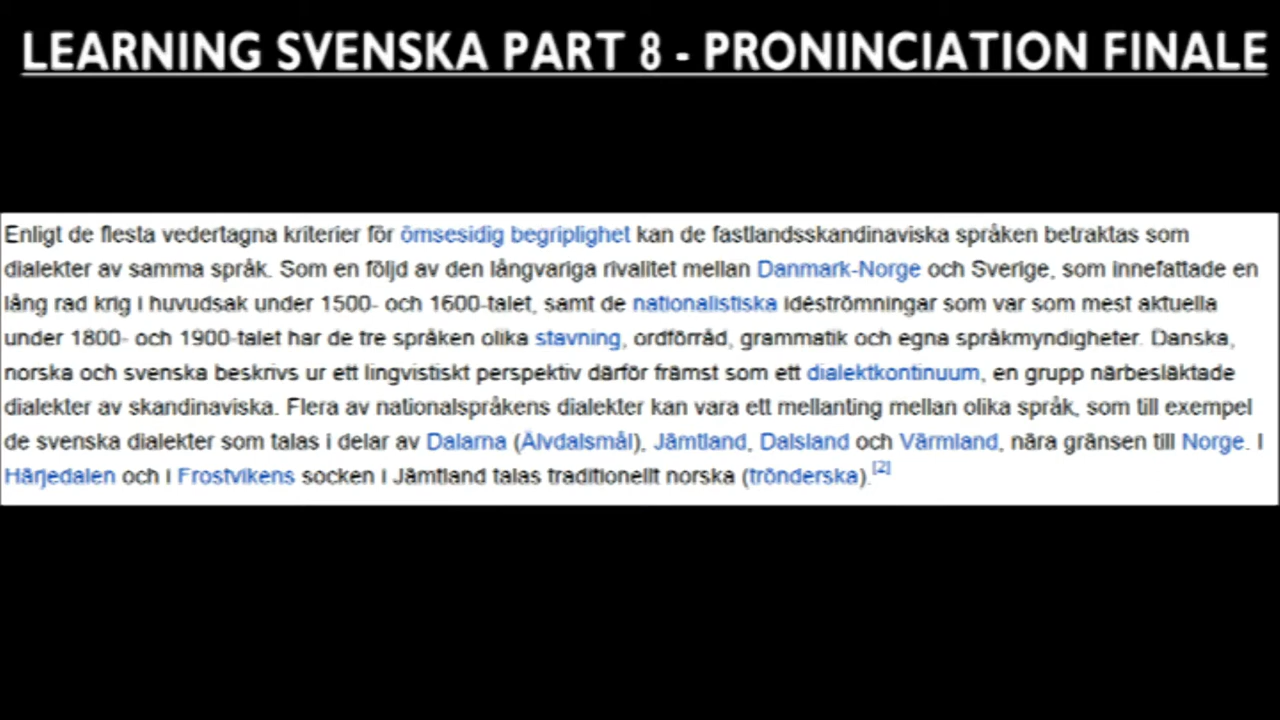 LEARNING SVENSKA PART 8 - PRONINCIATION FINALE
Enligt de flesta vedertagna kriterier för ömsesidig begriplighet kan de fastlandsskandinaviska språken betraktas som
dialekter av samma språk. Som en följd av den långvariga rivalitet mellan Danmark-Norge och Sverige, som innefattade en
lång rad krig i huvudsak under 1500- och 1600-talet, samt de nationalistiska idéströmningar som var som mest aktuella
under 1800- och 1900-talet har de tre språken olika stavning, ordförråd, grammatik och egna språkmyndigheter. Danska,
norska och svenska beskrivs ur ett lingvistiskt perspektiv därför främst som ett dialektkontinuum, en grupp närbesläktade
dialekter av skandinaviska. Flera av nationalspråkens dialekter kan vara ett mellanting mellan olika språk, som till exempel
de svenska dialekter som talas i delar av Dalarna (Älvdalsmål), Jämtland, Dalsland och Värmland, nära gränsen till Norge. I
Härjedalen och i Frostvikens socken i Jämtland talas traditionellt norska (trönderska).[2]